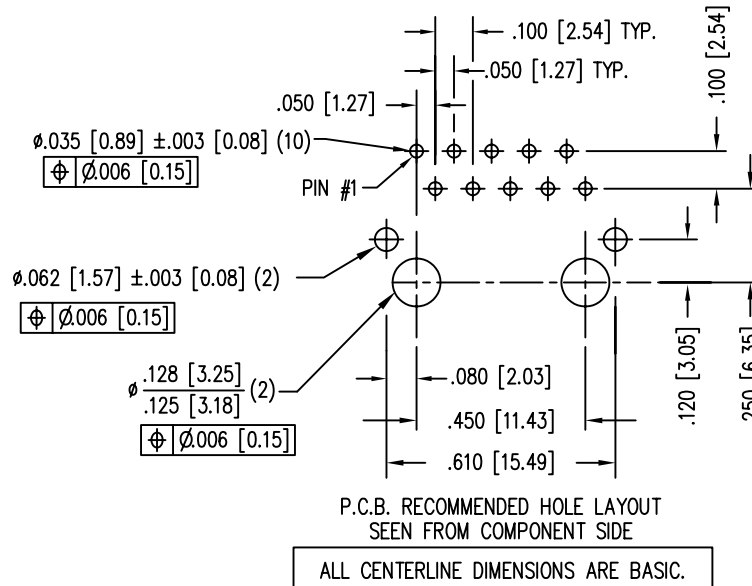 .100 [2.54] TYP.
.050 [1.27] TYP.
.100 [2.54]
.050 [1.27]
ø.035 [0.89] ±.003 [0.08] (10)
⌖ Ø.006 [0.15]
PIN #1
ø.062 [1.57] ±.003 [0.08] (2)
⌖ Ø.006 [0.15]
ø .128 [3.25]
.125 [3.18] (2)
⌖ Ø.006 [0.15]
.080 [2.03]
.450 [11.43]
.610 [15.49]
.120 [3.05]
.250 [6.35]
P.C.B. RECOMMENDED HOLE LAYOUT
SEEN FROM COMPONENT SIDE
ALL CENTERLINE DIMENSIONS ARE BASIC.